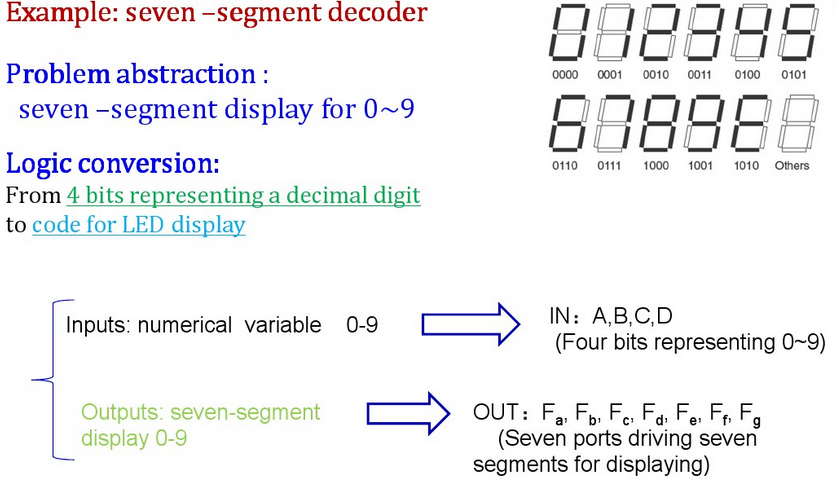 Example: seven –segment decoder
Problem abstraction :
seven –segment display for 0~9
Logic conversion:
From 4 bits representing a decimal digit
to code for LED display
0000 0001 0010 0011 0100 0101
0110 0111 1000 1001 1010 Others
Inputs: numerical variable 0-9
IN： A,B,C,D
(Four bits representing 0~9)
Outputs: seven-segment
display 0-9
OUT： Fa, Fb, Fc, Fd, Fe, Ff, Fg
(Seven ports driving seven
segments for displaying)